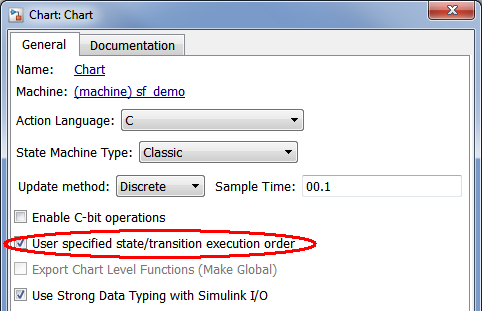 Chart: Chart
General Documentation
Name: Chart
Machine: (machine) sf_demo
Action Language: C
State Machine Type: Classic
Update method: Discrete Sample Time: 00.1
Enable C-bit operations
User specified state/transition execution order
Export Chart Level Functions (Make Global)
Use Strong Data Typing with Simulink I/O